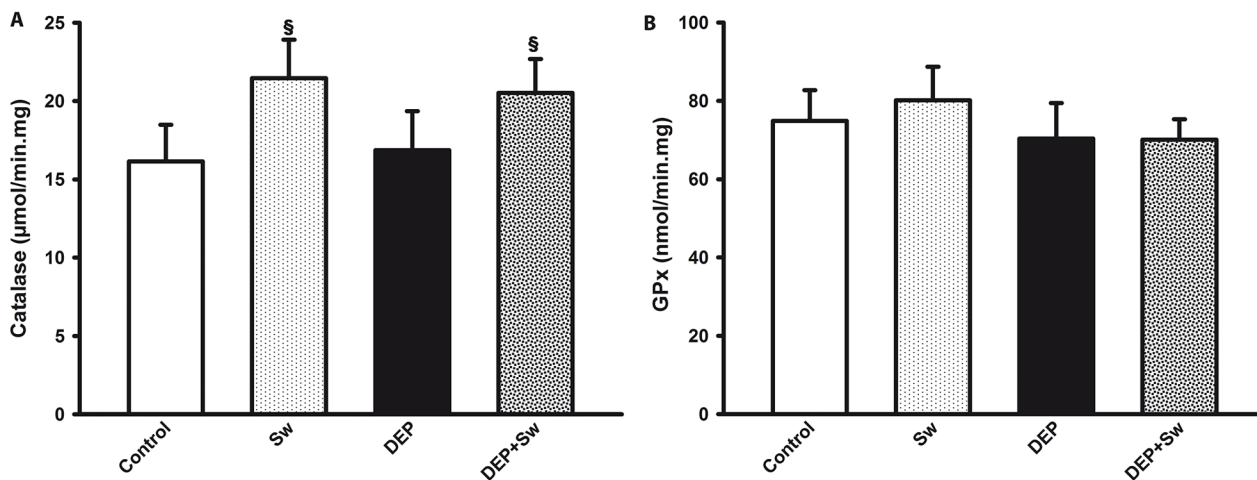 A
Catalase (µmol/min.mg)
25
20
15
10
5
0
§
§
Control
Sw
DEP
DEP+Sw
B
GPx (nmol/min.mg)
100
80
60
40
20
0
Control
Sw
DEP
DEP+Sw